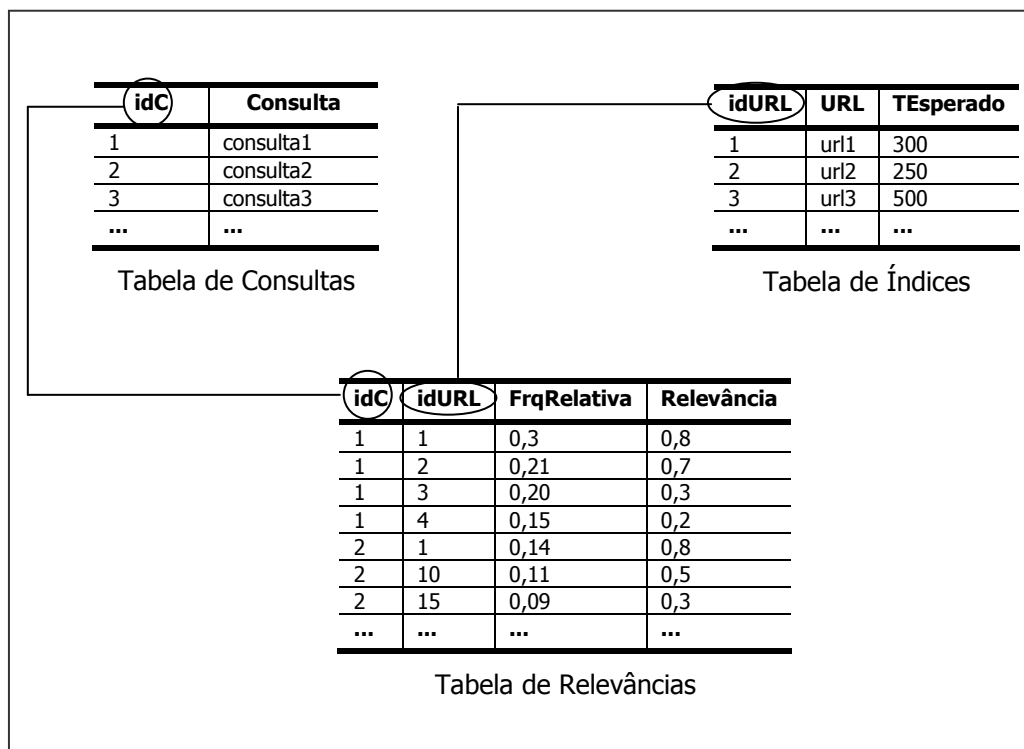 idC Consulta
1 consulta1
2 consulta2
3 consulta3
... ...
Tabela de Consultas
idURL URL TEsperado
1 url1 300
2 url2 250
3 url3 500
... ... ...
Tabela de Índices
idC idURL FrqRelativa Relevância
1 1 0,3 0,8
1 2 0,21 0,7
1 3 0,20 0,3
1 4 0,15 0,2
2 1 0,14 0,8
2 10 0,11 0,5
2 15 0,09 0,3
... ... ... ...
Tabela de Relevâncias